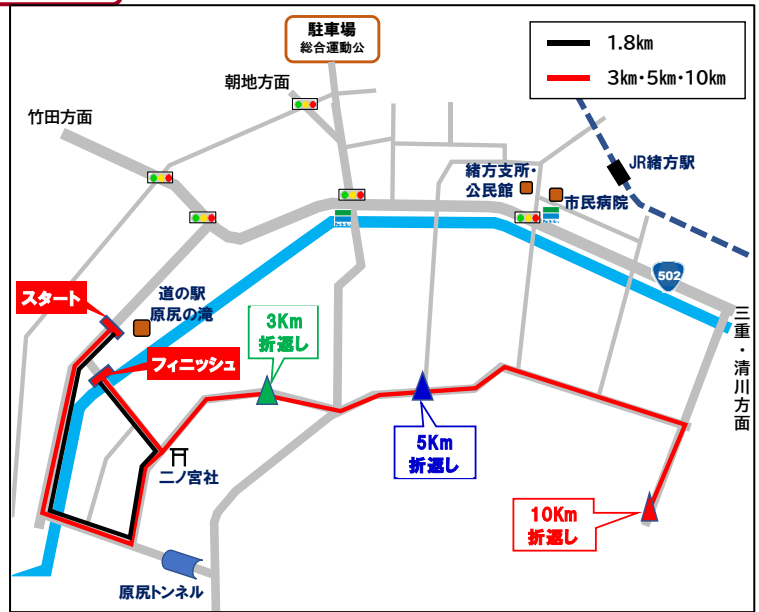 駐車場
総合運動公
1.8km
3km・5km・10km
朝地方面
竹田方面
緒方支所・
公民館
市民病院
JR緒方駅
502
スタート
道の駅
原尻の滝
3Km
折返し
フィニッシュ
三重・清川方面
5Km
折返し
二ノ宮社
10Km
折返し
原尻トンネル